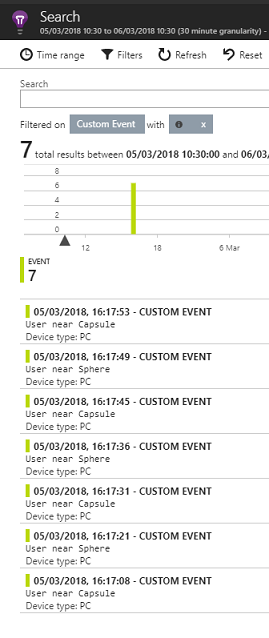 Search
05/03/2018 10:30 to 06/03/2018 10:30 (30 minute granularity) -
Time range Filters Refresh Reset
Search
Filtered on Custom Event with x
7 total results between 05/03/2018 10:30:00 and 06/03/
8
6
4
2
0
12 18 6 Mar
EVENT
7
05/03/2018, 16:17:53 - CUSTOM EVENT
User near Capsule
Device type: PC
05/03/2018, 16:17:49 - CUSTOM EVENT
User near Sphere
Device type: PC
05/03/2018, 16:17:45 - CUSTOM EVENT
User near Capsule
Device type: PC
05/03/2018, 16:17:36 - CUSTOM EVENT
User near Sphere
Device type: PC
05/03/2018, 16:17:31 - CUSTOM EVENT
User near Capsule
Device type: PC
05/03/2018, 16:17:21 - CUSTOM EVENT
User near Sphere
Device type: PC
05/03/2018, 16:17:08 - CUSTOM EVENT
User near Capsule
Device type: PC